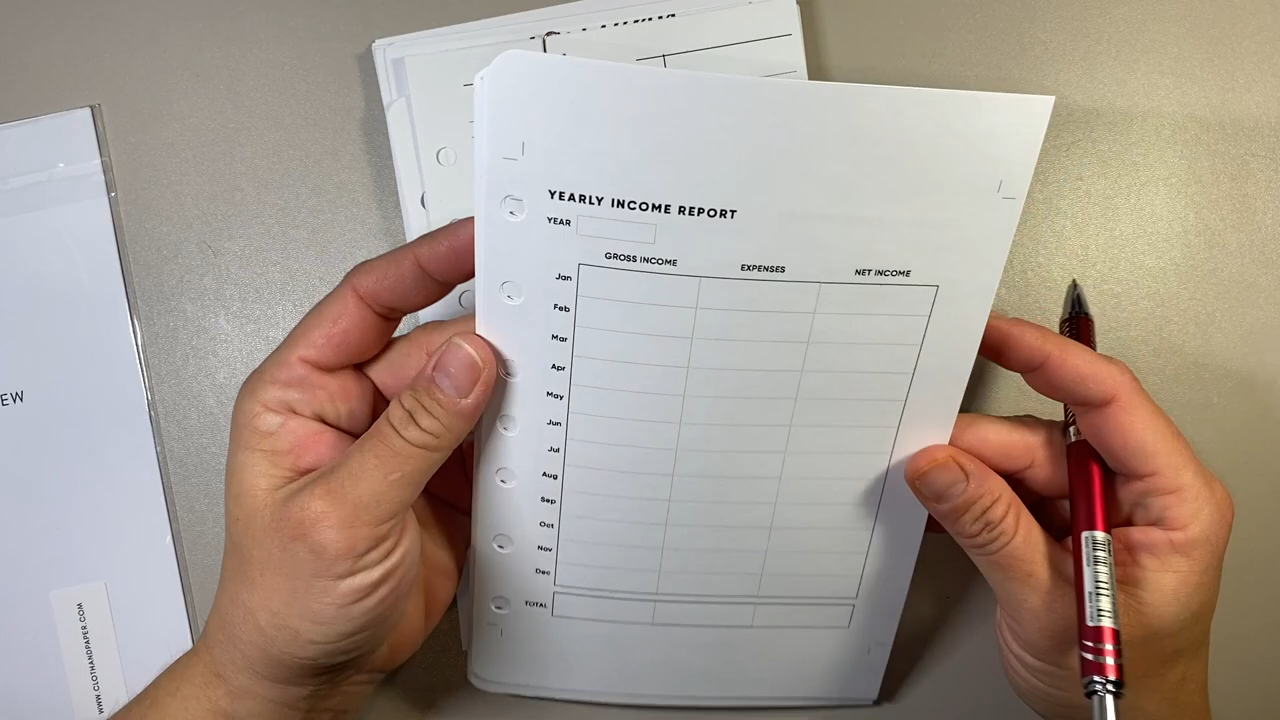 YEARLY INCOME REPORT
YEAR
GROSS INCOME EXPENSES NET INCOME
Jan
Feb
Mar
Apr
May
Jun
Jul
Aug
Sep
Oct
Nov
Dec
TOTAL
EW
WWW.CLOTHANDPAPER.COM